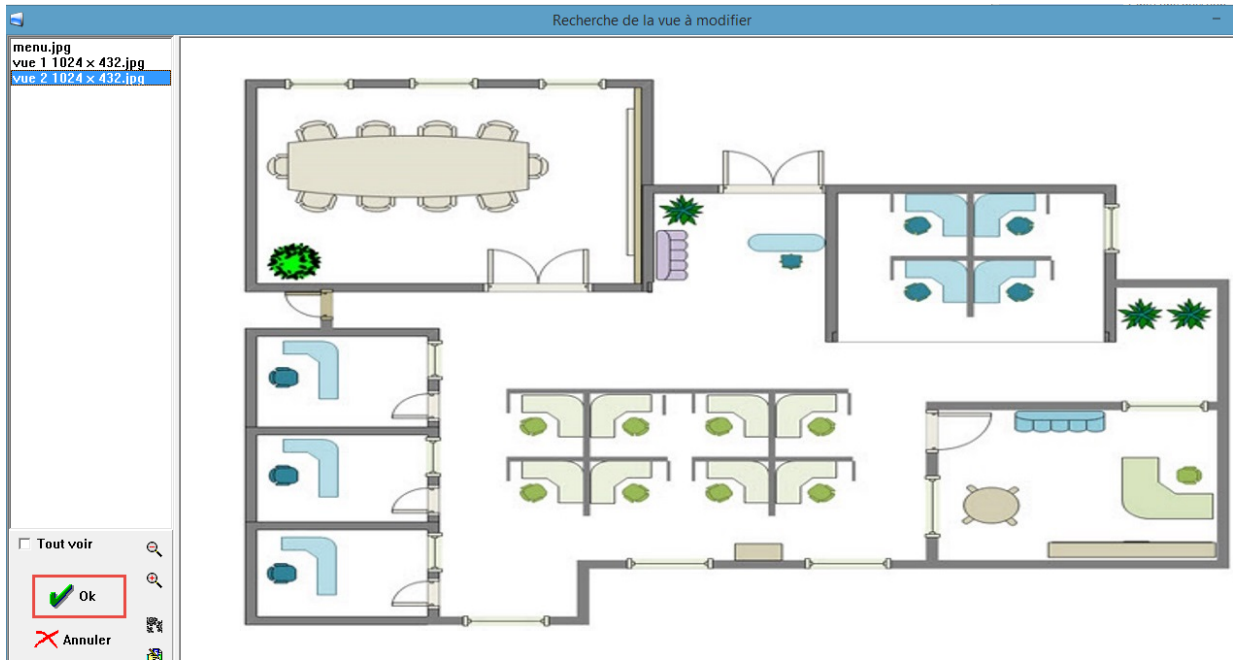 Recherche de la vue à modifier
menu.jpg
vue 1 1024 x 432.jpg
vue 2 1024 x 432.jpg
Tout voir
Ok
Annuler